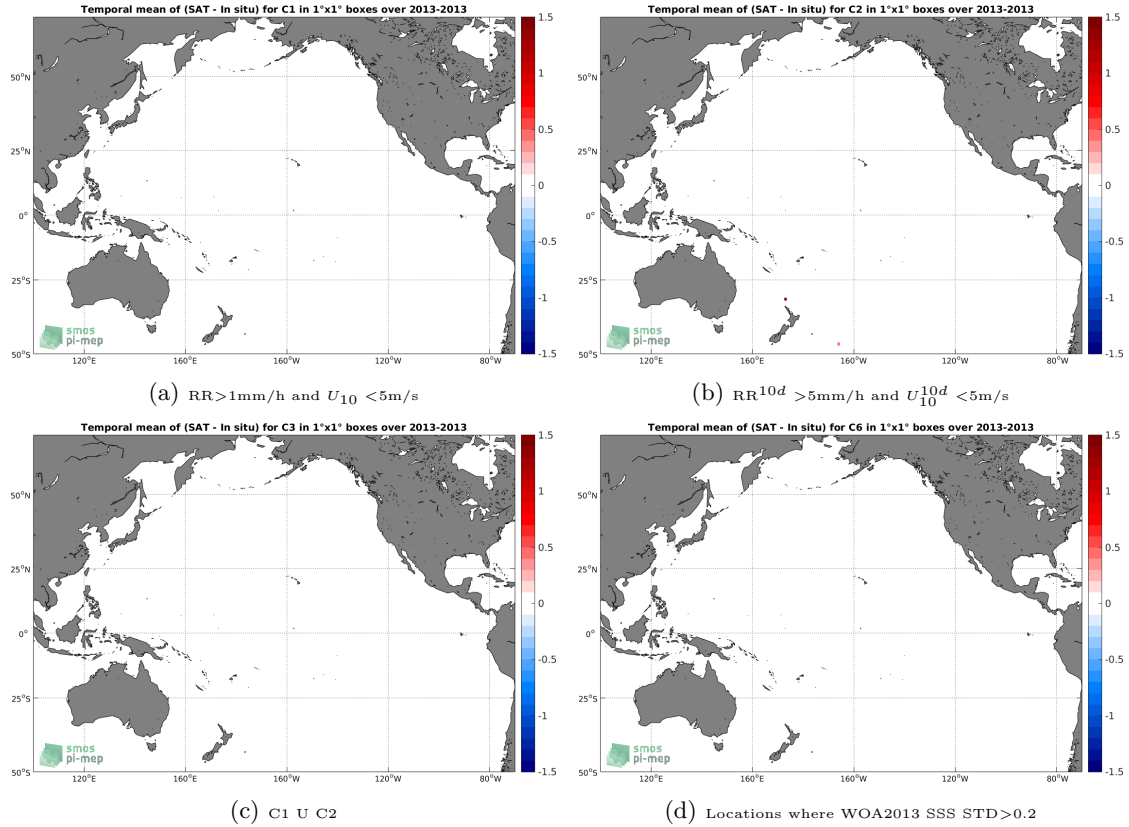 Temporal mean of (SAT - In situ) for C1 in 1°x1° boxes over 2013-2013
1.5
1
0.5
0
-0.5
-1
-1.5
50°N
25°N
0°
25°S
50°S
120°E
160°E
160°W
120°W
80°W
smos
pi-mep
(a) RR>1mm/h and U10 <5m/s
Temporal mean of (SAT - In situ) for C2 in 1°x1° boxes over 2013-2013
1.5
1
0.5
0
-0.5
-1
-1.5
50°N
25°N
0°
25°S
50°S
120°E
160°E
160°W
120°W
80°W
smos
pi-mep
(b) RR^10d >5mm/h and U10^10d <5m/s
Temporal mean of (SAT - In situ) for C3 in 1°x1° boxes over 2013-2013
1.5
1
0.5
0
-0.5
-1
-1.5
50°N
25°N
0°
25°S
50°S
120°E
160°E
160°W
120°W
80°W
smos
pi-mep
(c) C1 U C2
Temporal mean of (SAT - In situ) for C6 in 1°x1° boxes over 2013-2013
1.5
1
0.5
0
-0.5
-1
-1.5
50°N
25°N
0°
25°S
50°S
120°E
160°E
160°W
120°W
80°W
smos
pi-mep
(d) Locations where WOA2013 SSS STD>0.2